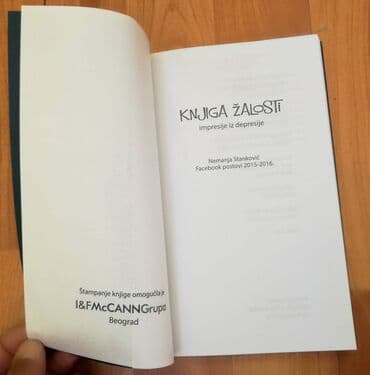 Štampanje knjige omogućila je
I&FMcCANNGrupa
Beograd
KNJIGA ŽALOSTI
impresije iz depresije
Nemanja Stanković
Facebook postovi 2015-2016.